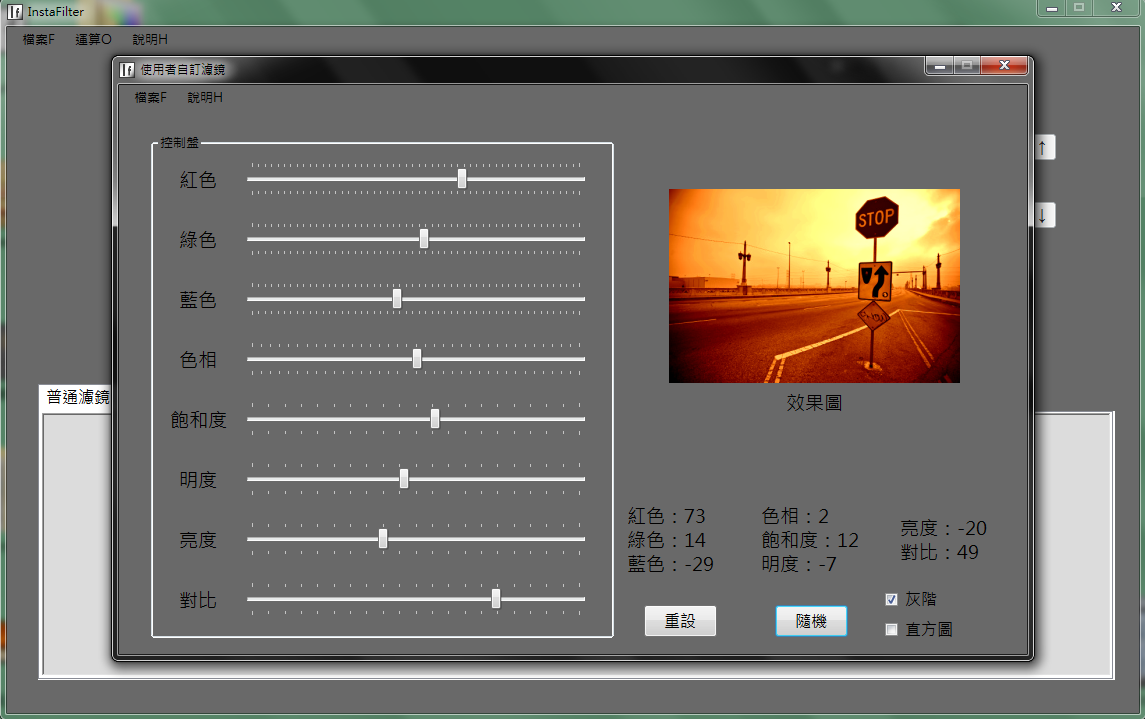 InstaFilter
檔案F 運算O 說明H
使用者自訂濾鏡
檔案F 說明H
控制盤
紅色
綠色
藍色
色相
飽和度
明度
亮度
對比
↑
↓
普通濾鏡
STOP
效果圖
紅色：73
綠色：14
藍色：-29
色相：2
飽和度：12
明度：-7
亮度：-20
對比：49
重設
隨機
灰階
直方圖